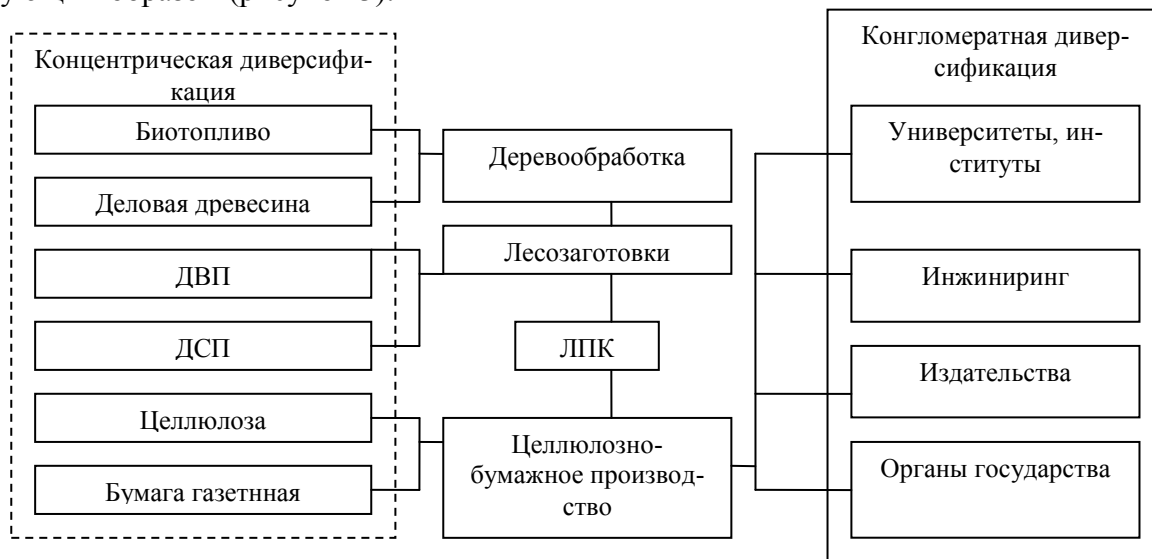 Концентрическая диверсифи-
кация
Биотопливо
Деловая древесина
ДВП
ДСП
Целлюлоза
Бумага газетнная
Деревообработка
Лесозаготовки
ЛПК
Целлюлозно-
бумажное производ-
ство
Конгломератная дивер-
сификация
Университеты, ин-
ституты
Инжиниринг
Издательства
Органы государства